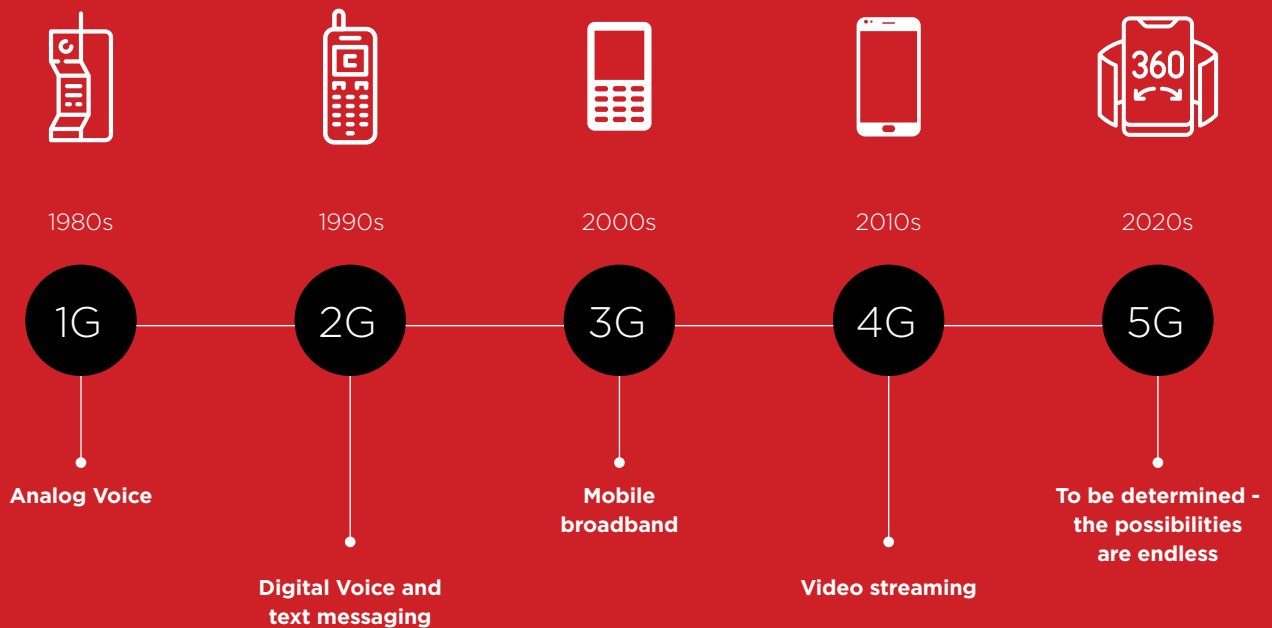 360
1980s
1990s
2000s
2010s
2020s
1G
2G
3G
4G
5G
Analog Voice
Digital Voice and
text messaging
Mobile
broadband
Video streaming
To be determined -
the possibilities
are endless